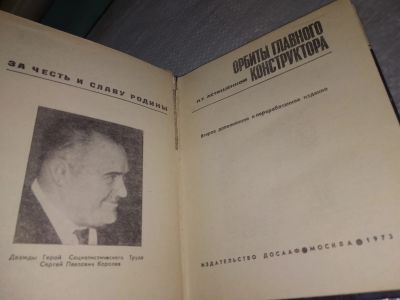 ЗА ЧЕСТЬ И СЛАВУ РОДИНЫ
Дважды Герой Социалистического Труда
Сергей Павлович Королев
П.Т. АСТАШЕНКОВ
ОРБИТЫ ГЛАВНОГО
КОНСТРУКТОРА
Второе дополненное и переработанное издание
ИЗДАТЕЛЬСТВО ДОСААФ●МОСКВА●1973